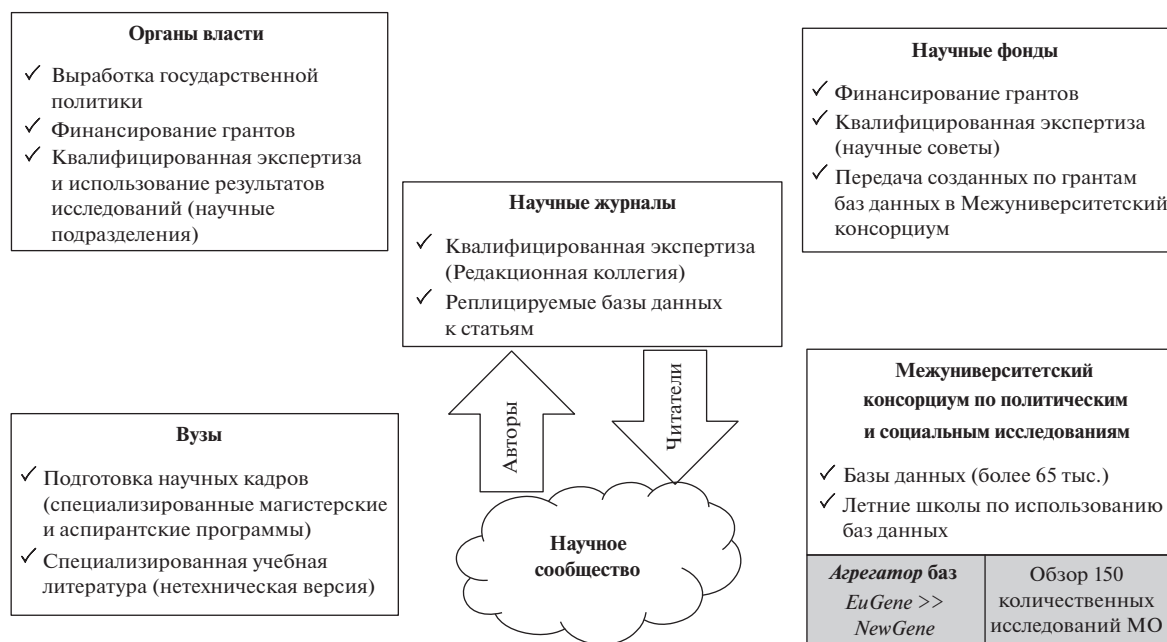 Органы власти
✓ Выработка государственной
политики
✓ Финансирование грантов
✓ Квалифицированная экспертиза
и использование результатов
исследований (научные
подразделения)
Научные фонды
✓ Финансирование грантов
✓ Квалифицированная экспертиза
(научные советы)
✓ Передача созданных по грантам
баз данных в Межуниверситетский
консорциум
Научные журналы
✓ Квалифицированная экспертиза
(Редакционная коллегия)
✓ Реплицируемые базы данных
к статьям
Авторы
Читатели
Вузы
✓ Подготовка научных кадров
(специализированные магистерские
и аспирантские программы)
✓ Специализированная учебная
литература (нетехническая версия)
Научное
сообщество
Межуниверситетский
консорциум по политическим
и социальным исследованиям
✓ Базы данных (более 65 тыс.)
✓ Летние школы по использованию
баз данных
Агрегатор баз
EuGene >>
NewGene
Обзор 150
количественных
исследований МО